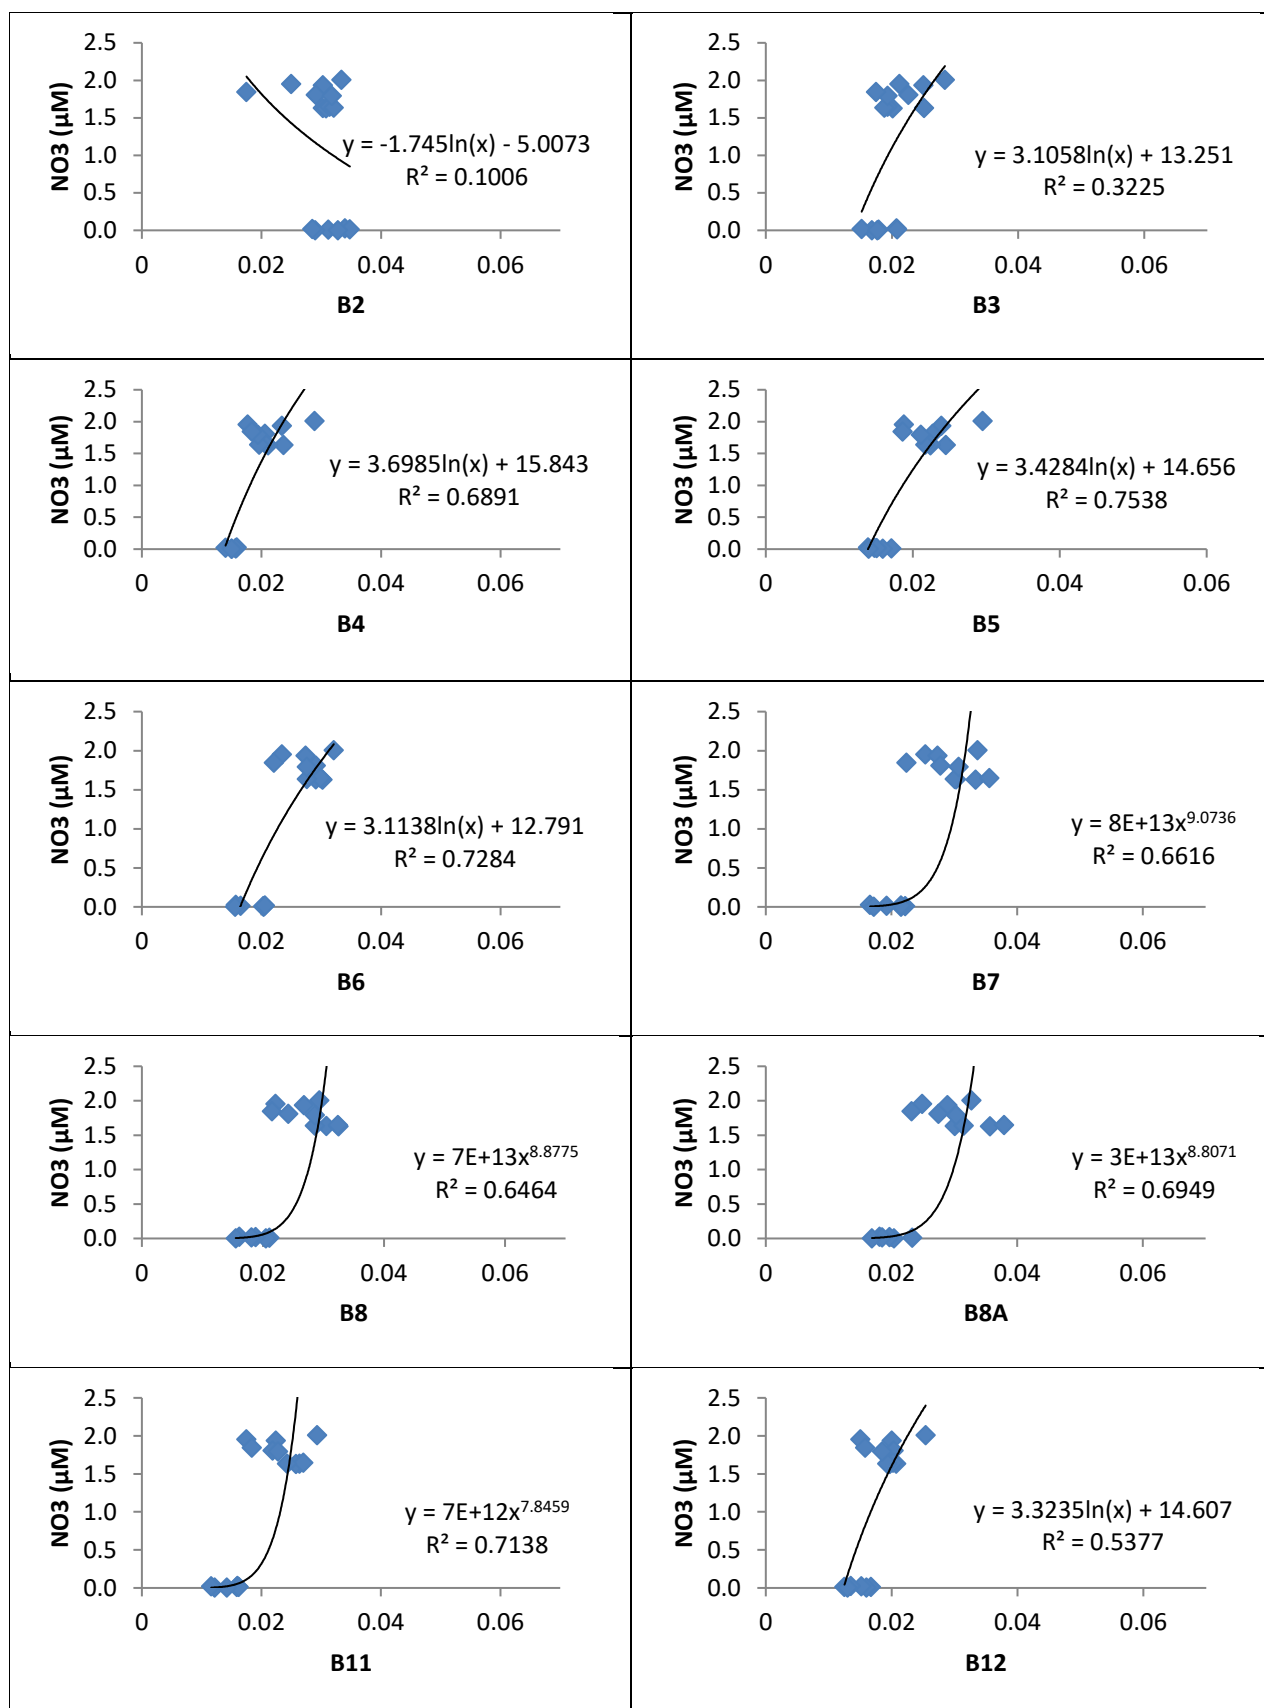 2.5
2.0
1.5
1.0
0.5
0.0
NO3 (µM)
y = -1.745ln(x) - 5.0073
R² = 0.1006
0 0.02 0.04 0.06
B2
2.5
2.0
1.5
1.0
0.5
0.0
NO3 (µM)
y = 3.1058ln(x) + 13.251
R² = 0.3225
0 0.02 0.04 0.06
B3
2.5
2.0
1.5
1.0
0.5
0.0
NO3 (µM)
y = 3.6985ln(x) + 15.843
R² = 0.6891
0 0.02 0.04 0.06
B4
2.5
2.0
1.5
1.0
0.5
0.0
NO3 (µM)
y = 3.4284ln(x) + 14.656
R² = 0.7538
0 0.02 0.04 0.06
B5
2.5
2.0
1.5
1.0
0.5
0.0
NO3 (µM)
y = 3.1138ln(x) + 12.791
R² = 0.7284
0 0.02 0.04 0.06
B6
2.5
2.0
1.5
1.0
0.5
0.0
NO3 (µM)
y = 8E+13x^9.0736
R² = 0.6616
0 0.02 0.04 0.06
B7
2.5
2.0
1.5
1.0
0.5
0.0
NO3 (µM)
y = 7E+13x^8.8775
R² = 0.6464
0 0.02 0.04 0.06
B8
2.5
2.0
1.5
1.0
0.5
0.0
NO3 (µM)
y = 3E+13x^8.8071
R² = 0.6949
0 0.02 0.04 0.06
B8A
2.5
2.0
1.5
1.0
0.5
0.0
NO3 (µM)
y = 7E+12x^7.8459
R² = 0.7138
0 0.02 0.04 0.06
B11
2.5
2.0
1.5
1.0
0.5
0.0
NO3 (µM)
y = 3.3235ln(x) + 14.607
R² = 0.5377
0 0.02 0.04 0.06
B12